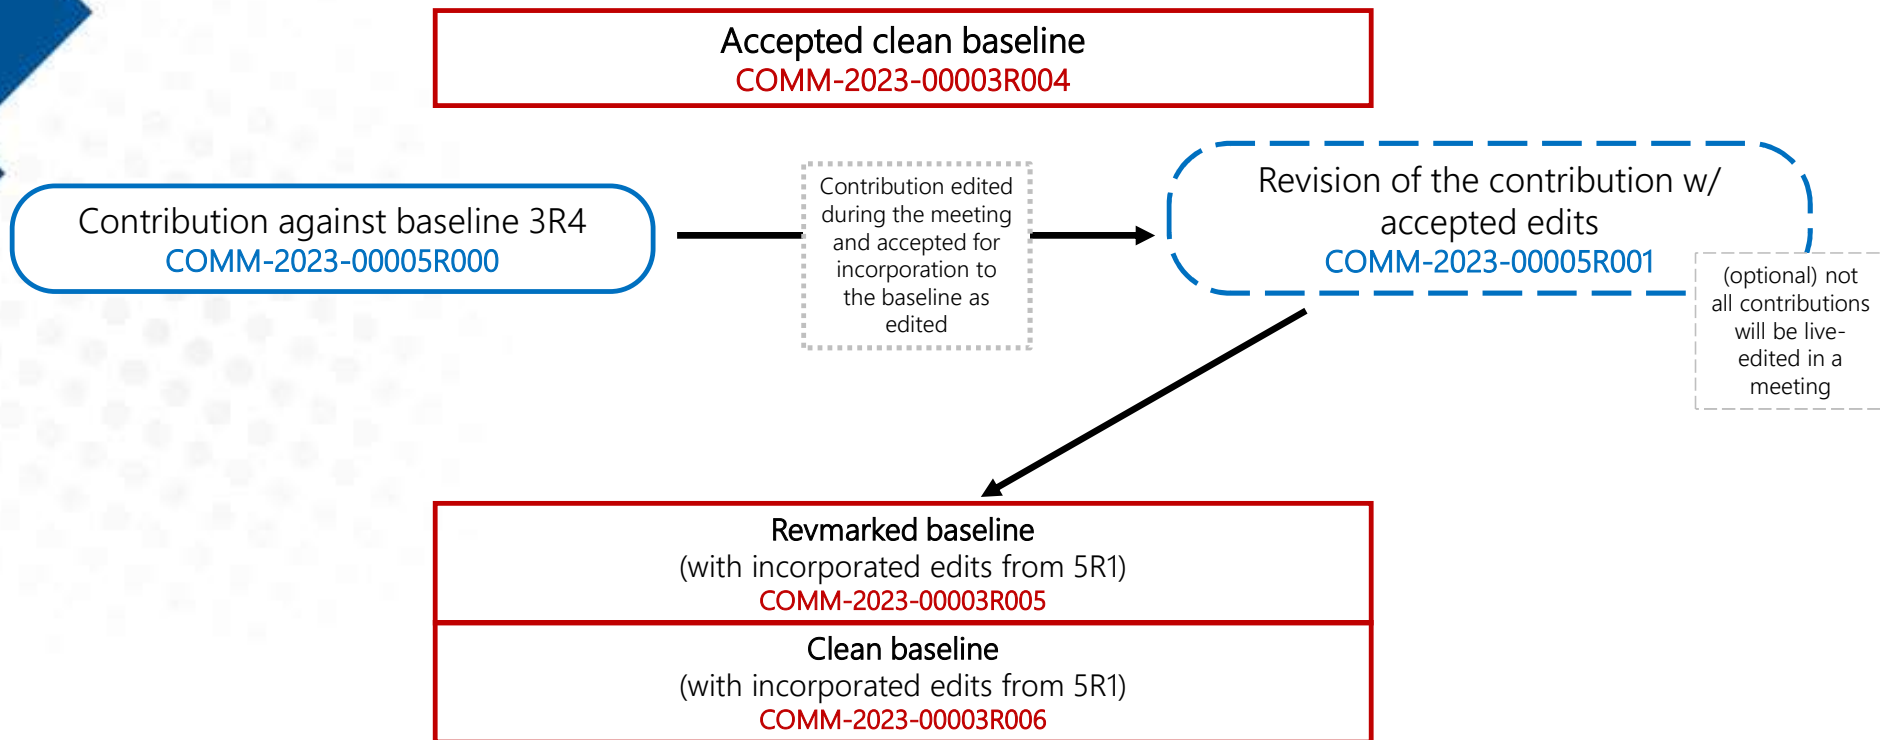 Accepted clean baseline
COMM-2023-00003R004
Contribution against baseline 3R4
COMM-2023-00005R000
Contribution edited
during the meeting
and accepted for
incorporation to
the baseline as
edited
Revision of the contribution w/
accepted edits
COMM-2023-00005R001
(optional) not
all contributions
will be live-
edited in a
meeting
Revmarked baseline
(with incorporated edits from 5R1)
COMM-2023-00003R005
Clean baseline
(with incorporated edits from 5R1)
COMM-2023-00003R006